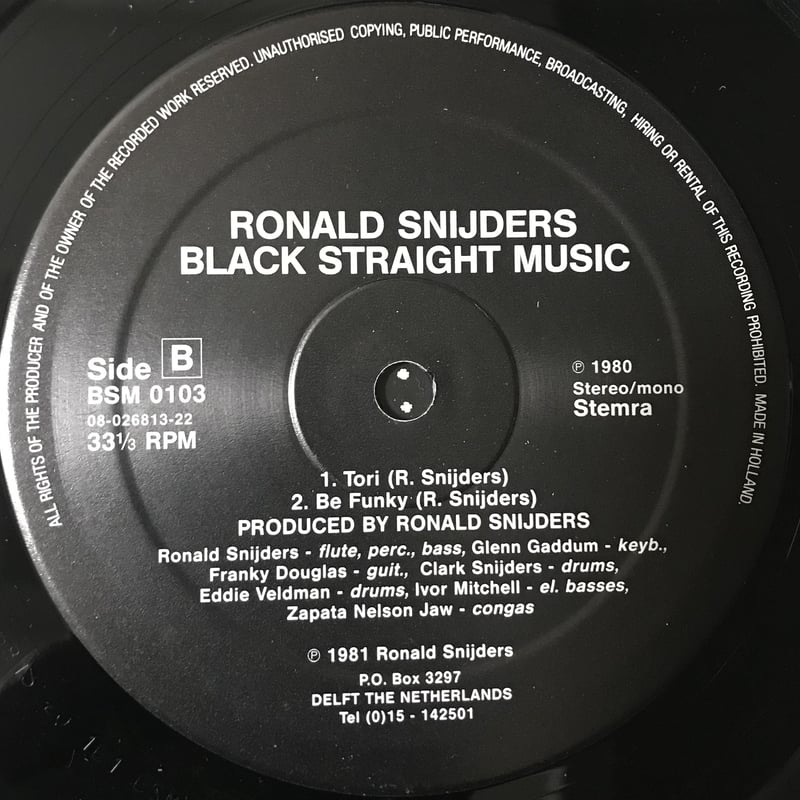 ALL RIGHTS OF THE PRODUCER AND OF THE OWNER OF THE RECORDED WORK RESERVED. UNAUTHORISED COPYING, PUBLIC PERFORMANCE, BROADCASTING, HIRING OR RENTAL OF THIS RECORDING PROHIBITED. MADE IN HOLLAND.
RONALD SNIJDERS
BLACK STRAIGHT MUSIC
Side B
BSM 0103
08-026813-22
33⅓ RPM
℗ 1980
Stereo/mono
Stemra
1. Tori (R. Snijders)
2. Be Funky (R. Snijders)
PRODUCED BY RONALD SNIJDERS
Ronald Snijders - flute, perc., bass, Glenn Gaddum - keyb.,
Franky Douglas - guit., Clark Snijders - drums,
Eddie Veldman - drums, Ivor Mitchell - el. basses,
Zapata Nelson Jaw - congas
℗ 1981 Ronald Snijders
P.O. Box 3297
DELFT THE NETHERLANDS
Tel (0)15 - 142501